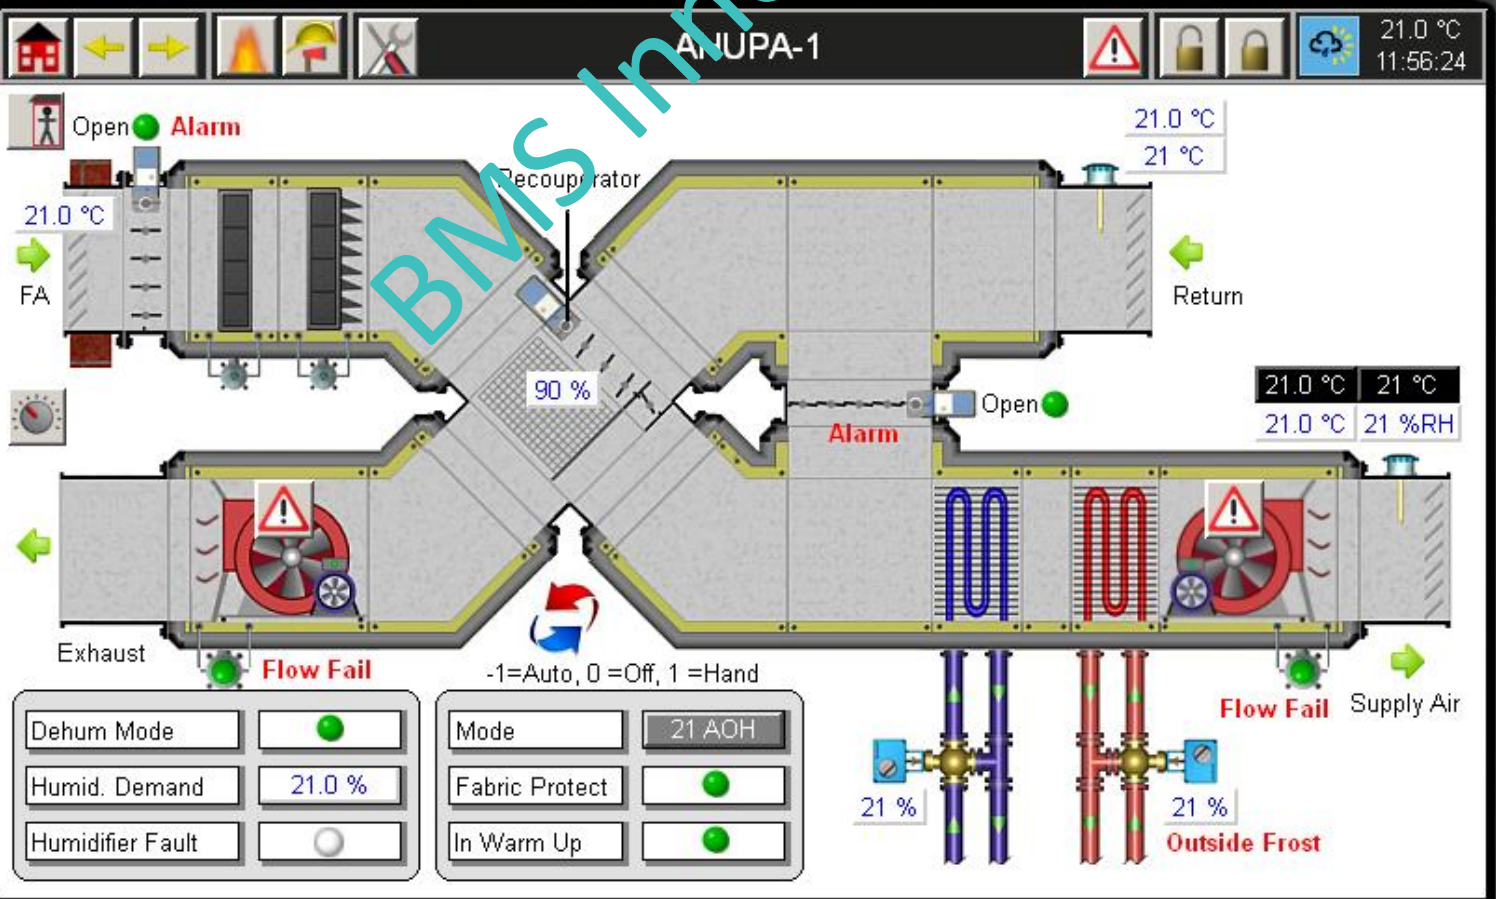 21.0 °C
11:56:24
Open
Alarm
21.0 °C
21 °C
Recouperator
21.0 °C
FA
Return
90 %
21.0 °C 21 °C
21.0 °C 21 %RH
Open
Alarm
Exhaust
Flow Fail
-1=Auto, 0 =Off, 1 =Hand
Flow Fail
Supply Air
Dehum Mode
Humid. Demand 21.0 %
Humidifier Fault
Mode 21 AOH
Fabric Protect
In Warm Up
21 %
21 %
Outside Frost
BMS